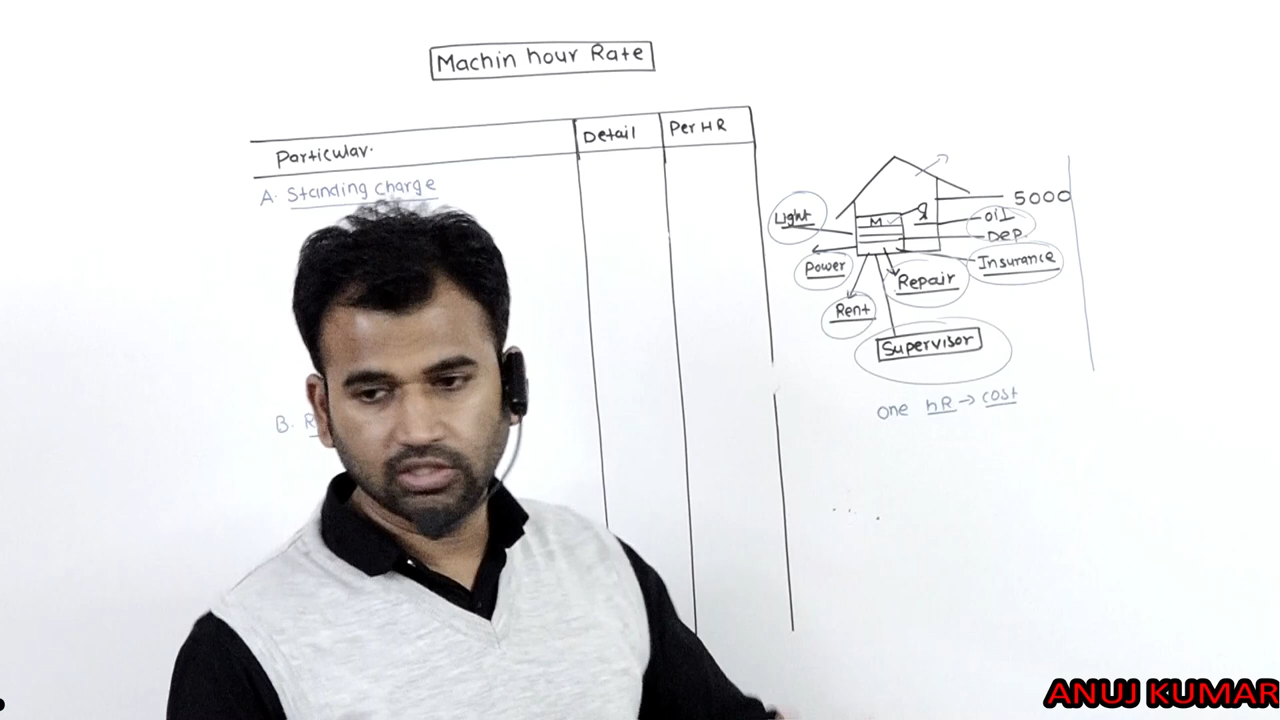 Machin hour Rate
Particular.
Detail
Per HR
A. Standing charge
B. R
5000
Light
M
oil
Dep.
Power
Insurance
Repair
Rent
Supervisor
one hR → cost
ANUJ KUMAR